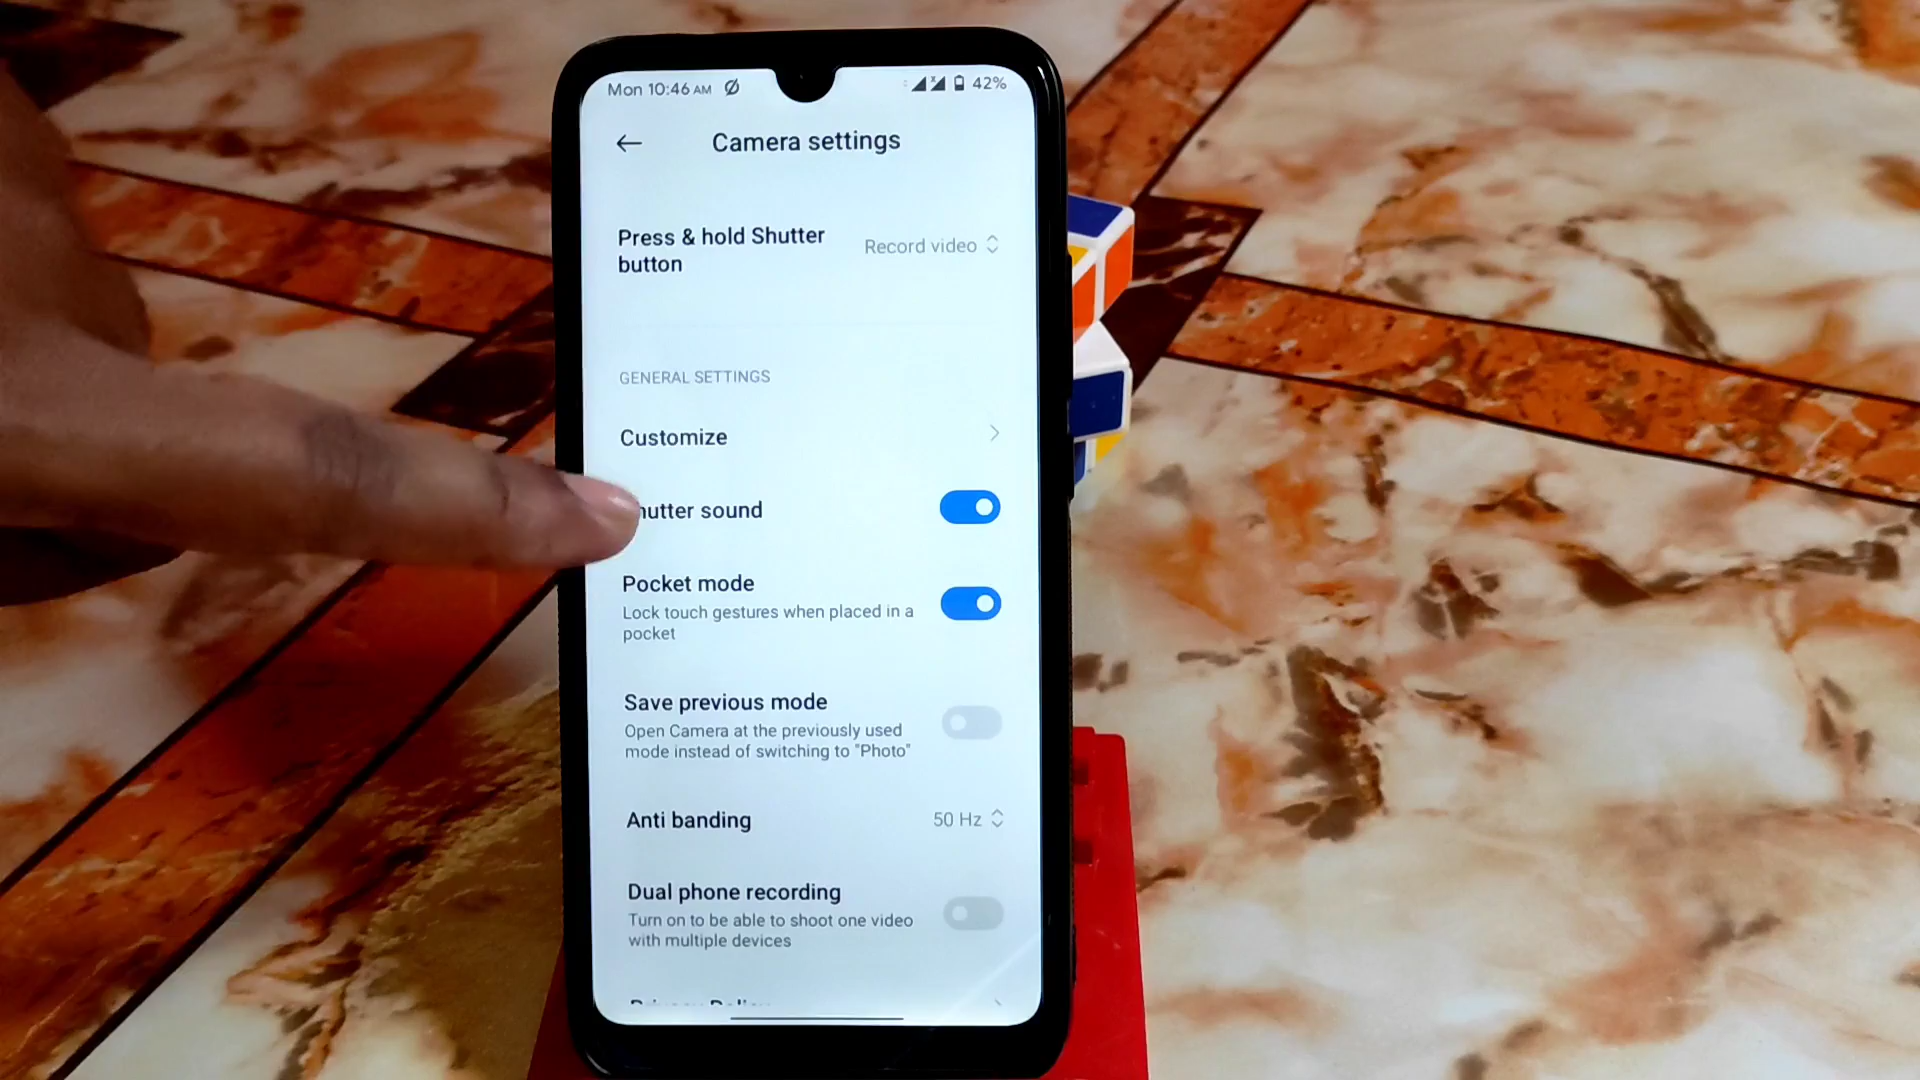 Mon 10:46 AM
42%
Camera settings
Press & hold Shutter
button
Record video
GENERAL SETTINGS
Customize
hutter sound
Pocket mode
Lock touch gestures when placed in a
pocket
Save previous mode
Open Camera at the previously used
mode instead of switching to "Photo"
Anti banding
50 Hz
Dual phone recording
Turn on to be able to shoot one video
with multiple devices
Privacy Policy